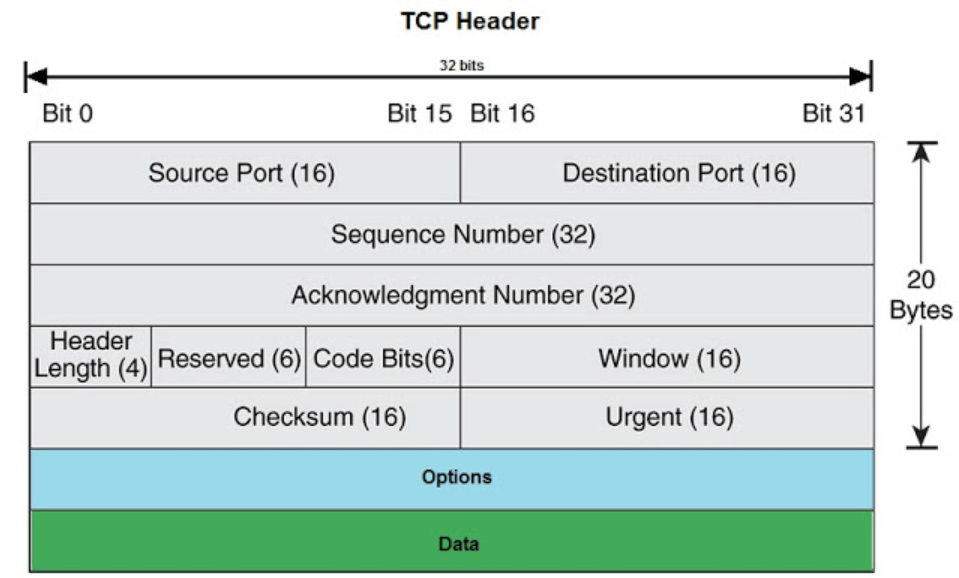 TCP Header
32 bits
Bit 0 Bit 15 Bit 16 Bit 31
Source Port (16) Destination Port (16)
Sequence Number (32)
Acknowledgment Number (32)
20
Bytes
Header
Length (4) Reserved (6) Code Bits(6) Window (16)
Checksum (16) Urgent (16)
Options
Data